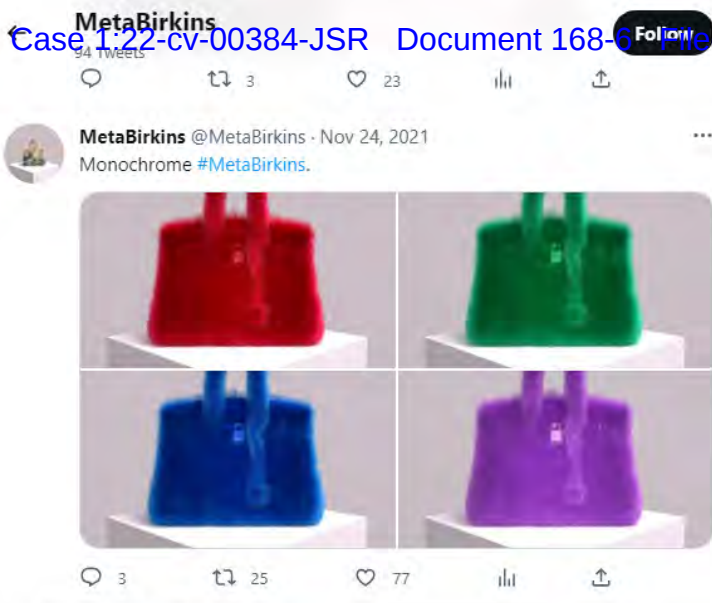 MetaBirkins
Case 1:22-cv-00384-JSR Document 168-6 File
94 Tweets
Follow
3 23
MetaBirkins @MetaBirkins · Nov 24, 2021
Monochrome #MetaBirkins.
3 25 77